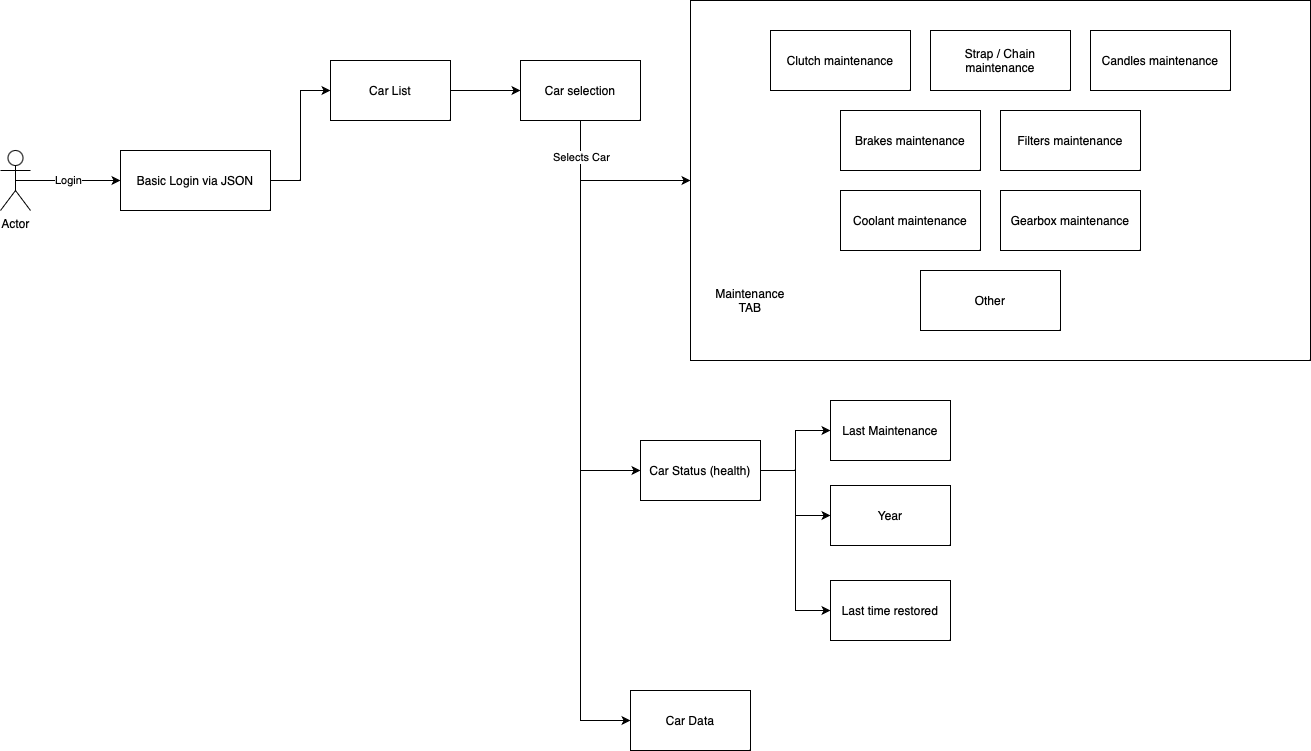 Clutch maintenance
Strap / Chain
maintenance
Candles maintenance
Car List
Car selection
Brakes maintenance
Filters maintenance
Selects Car
Login
Basic Login via JSON
Actor
Coolant maintenance
Gearbox maintenance
Maintenance
TAB
Other
Last Maintenance
Car Status (health)
Year
Last time restored
Car Data